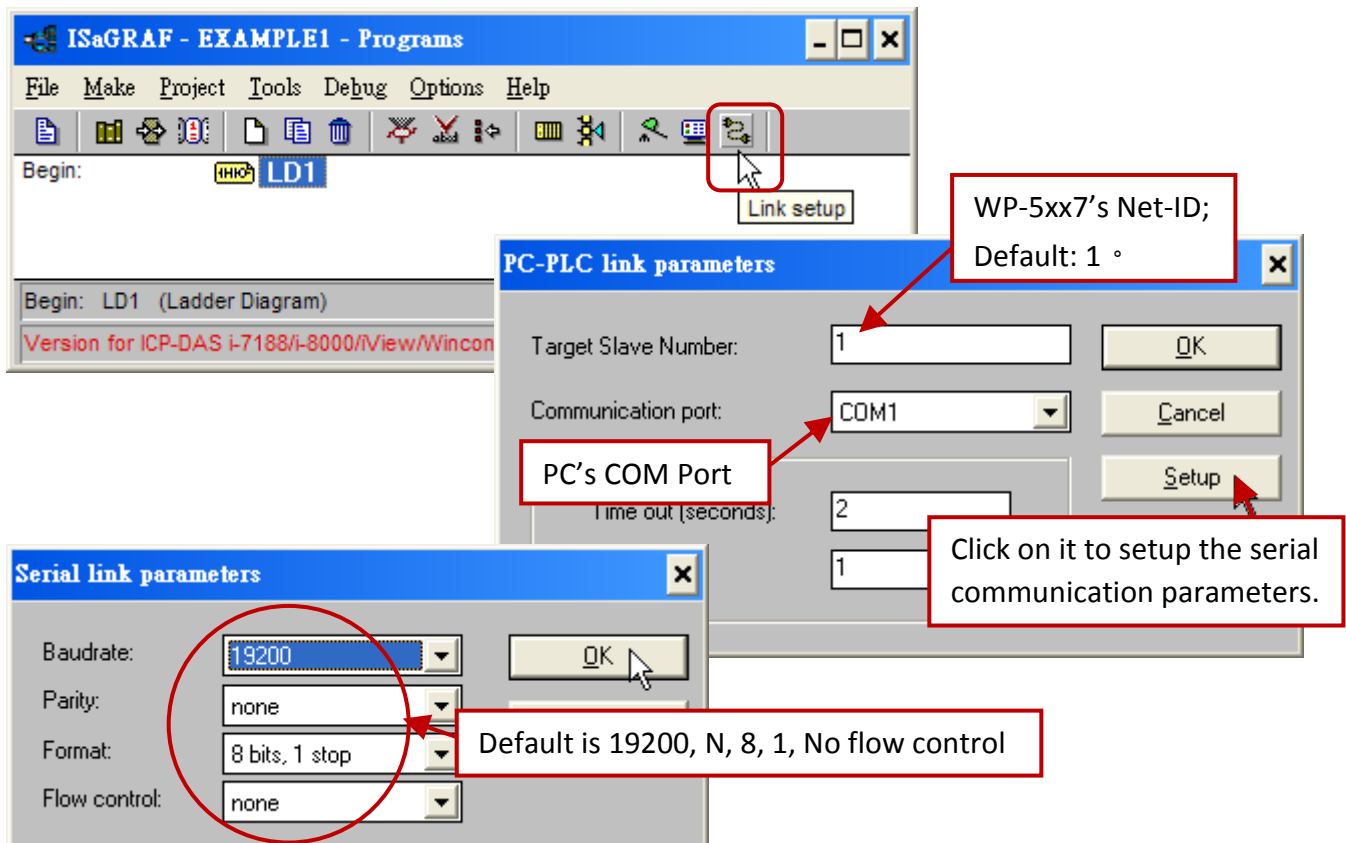 ISaGRAF - EXAMPLE1 - Programs
File Make Project Tools Debug Options Help
Begin: LD1
Link setup
Begin: LD1 (Ladder Diagram)
Version for ICP-DAS i-7188/i-8000/iView/Wincon
WP-5xx7’s Net-ID;
Default: 1 。
PC-PLC link parameters
Target Slave Number: 1
OK
Communication port: COM1
Cancel
PC’s COM Port
Setup
Time out (seconds): 2
1
Click on it to setup the serial
communication parameters.
Serial link parameters
Baudrate: 19200
OK
Parity: none
Format: 8 bits, 1 stop
Default is 19200, N, 8, 1, No flow control
Flow control: none